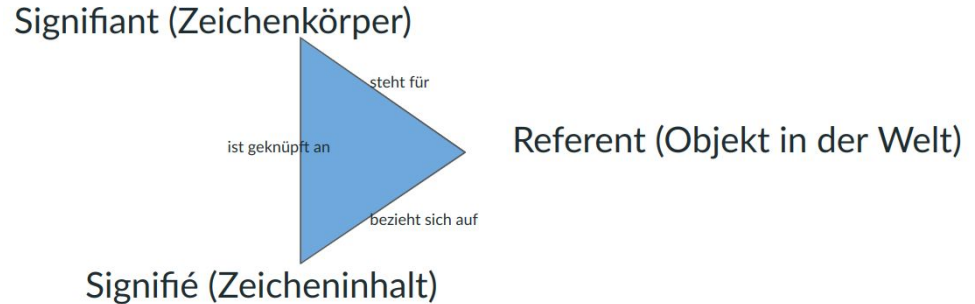 Signifiant (Zeichenkörper)
steht für
ist geknüpft an
Referent (Objekt in der Welt)
bezieht sich auf
Signifié (Zeicheninhalt)